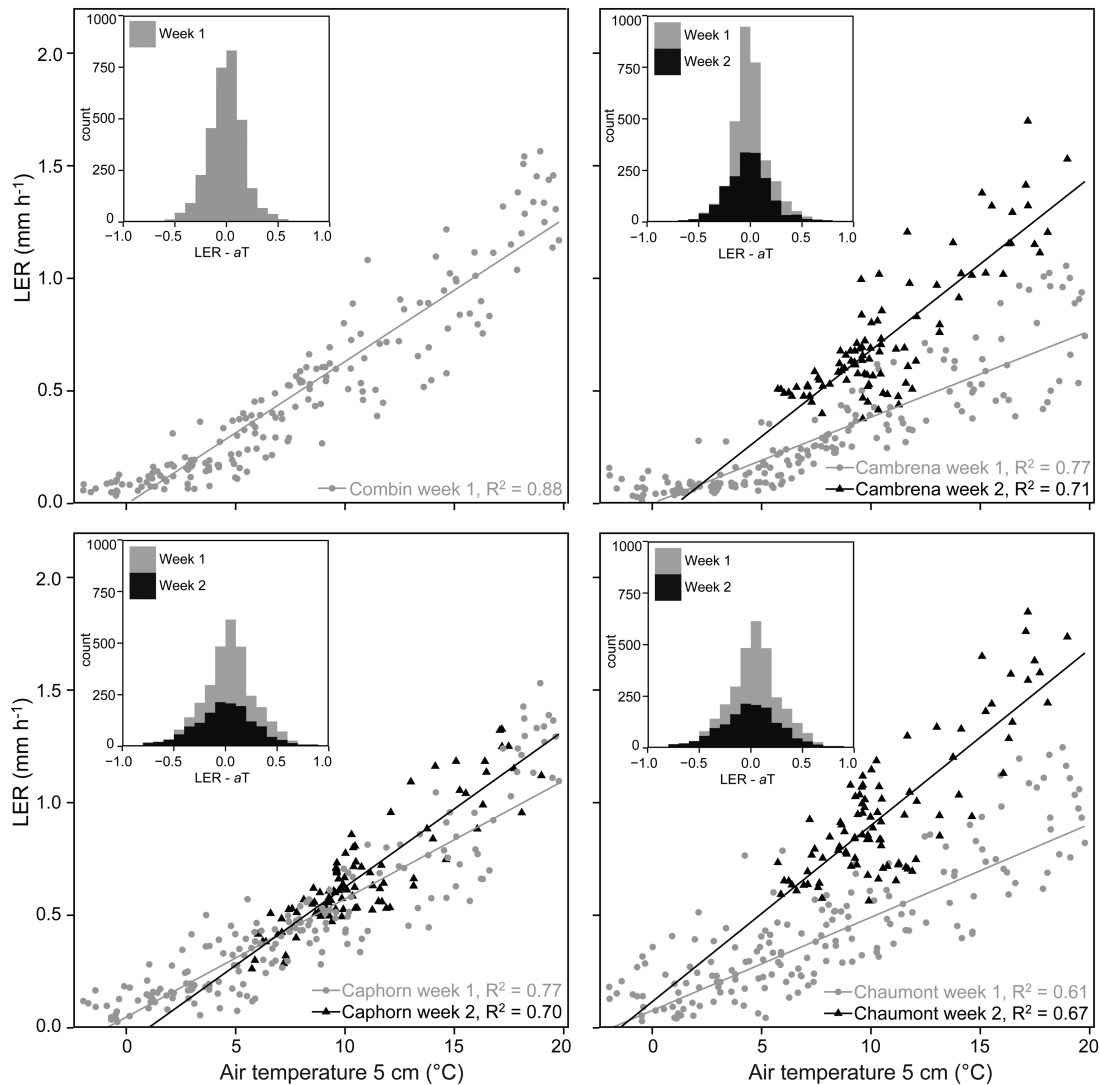 1000
750
500
250
0
count
−1.0 −0.5 0.0 0.5 1.0
LER - aT
Week 1
2.0
1.5
1.0
0.5
0.0
LER (mm h-1)
Combin week 1, R2 = 0.88
1000
750
500
250
0
count
−1.0 −0.5 0.0 0.5 1.0
LER - aT
Week 1
Week 2
Cambrena week 1, R2 = 0.77
Cambrena week 2, R2 = 0.71
1000
750
500
250
0
count
−1.0 −0.5 0.0 0.5 1.0
LER - aT
Week 1
Week 2
2.0
1.5
1.0
0.5
0.0
LER (mm h-1)
Caphorn week 1, R2 = 0.77
Caphorn week 2, R2 = 0.70
0 5 10 15 20
Air temperature 5 cm (°C)
1000
750
500
250
0
count
−1.0 −0.5 0.0 0.5 1.0
LER - aT
Week 1
Week 2
Chaumont week 1, R2 = 0.61
Chaumont week 2, R2 = 0.67
0 5 10 15 20
Air temperature 5 cm (°C)